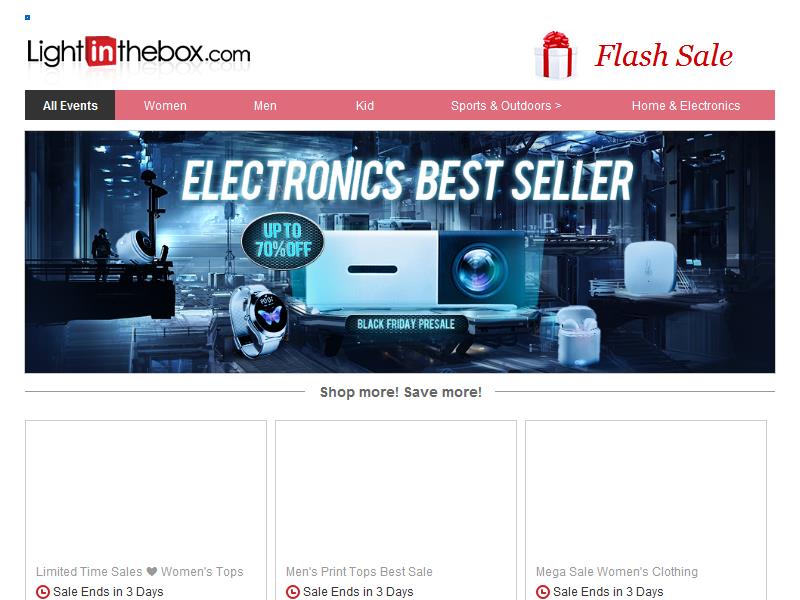 Lightinthebox.com
Flash Sale
All Events Women Men Kid Sports & Outdoors > Home & Electronics
ELECTRONICS BEST SELLER
UP TO
70%OFF
BLACK FRIDAY PRESALE
Shop more! Save more!
Limited Time Sales ❤ Women's Tops
Sale Ends in 3 Days
Men's Print Tops Best Sale
Sale Ends in 3 Days
Mega Sale Women's Clothing
Sale Ends in 3 Days